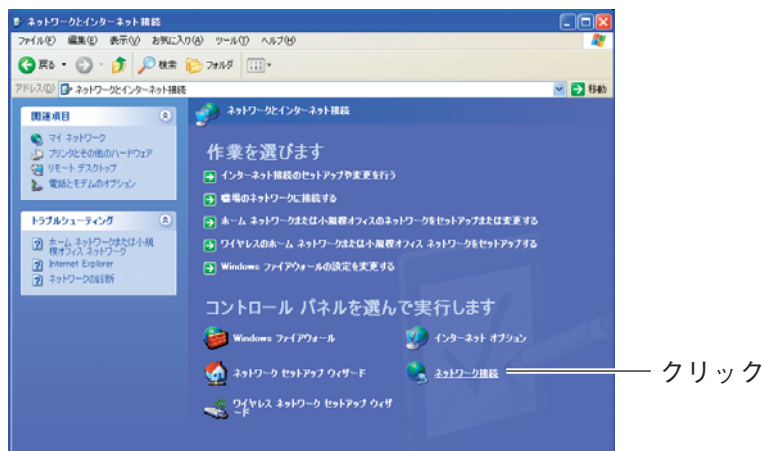 ネットワークとインターネット接続
ファイル(F) 編集(E) 表示(V) お気に入り(A) ツール(T) ヘルプ(H)
戻る 検索 フォルダ
アドレス(D) ネットワークとインターネット接続 移動
関連項目
マイ ネットワーク
プリンタとその他のハードウェア
リモート デスクトップ
電話とモデムのオプション
トラブルシューティング
ホーム ネットワークまたは小規
模オフィス ネットワーク
Internet Explorer
ネットワークの診断
ネットワークとインターネット接続
作業を選びます
インターネット接続のセットアップや変更を行う
職場のネットワークに接続する
ホーム ネットワークまたは小規模オフィスのネットワークをセットアップまたは変更する
ワイヤレスのホーム ネットワークまたは小規模オフィス ネットワークをセットアップする
Windows ファイアウォールの設定を変更する
コントロール パネルを選んで実行します
Windows ファイアウォール インターネット オプション
ネットワーク セットアップ ウィザード ネットワーク接続
ワイヤレス ネットワーク セットアップ ウィザ
ード
クリック